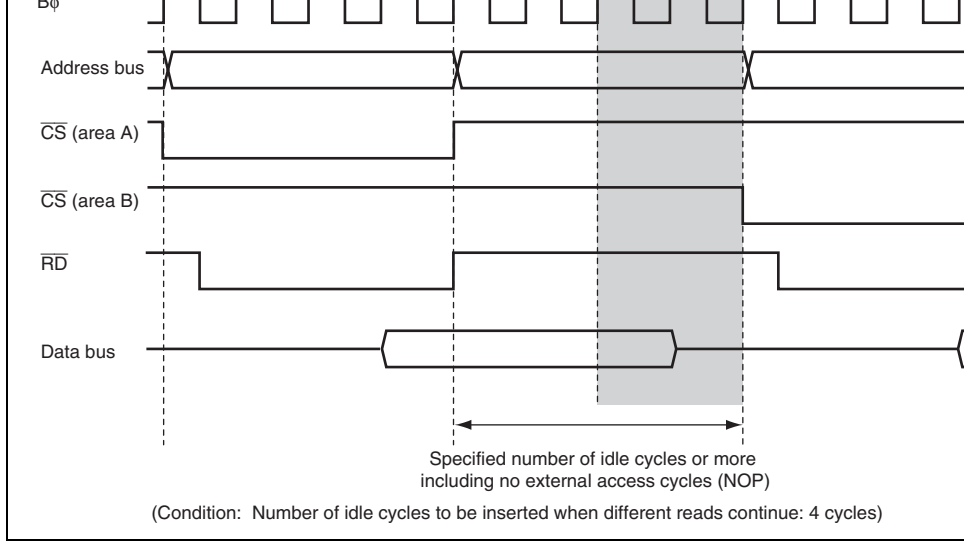 Bφ
Address bus
CS (area A)
CS (area B)
RD
Data bus
Specified number of idle cycles or more
including no external access cycles (NOP)
(Condition: Number of idle cycles to be inserted when different reads continue: 4 cycles)